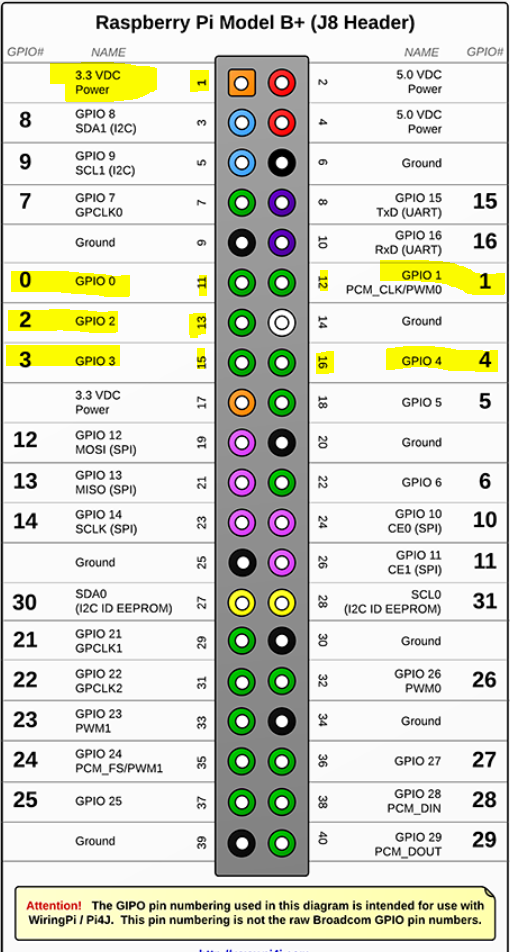 Raspberry Pi Model B+ (J8 Header)
GPIO# NAME NAME GPIO#
3.3 VDC Power 1 2 5.0 VDC Power
8 GPIO 8 SDA1 (I2C) 3 4 5.0 VDC Power
9 GPIO 9 SCL1 (I2C) 5 6 Ground
7 GPIO 7 GPCLK0 7 8 GPIO 15 TxD (UART) 15
Ground 9 10 GPIO 16 RxD (UART) 16
0 GPIO 0 11 12 GPIO 1 PCM_CLK/PWM0 1
2 GPIO 2 13 14 Ground
3 GPIO 3 15 16 GPIO 4 4
3.3 VDC Power 17 18 GPIO 5 5
12 GPIO 12 MOSI (SPI) 19 20 Ground
13 GPIO 13 MISO (SPI) 21 22 GPIO 6 6
14 GPIO 14 SCLK (SPI) 23 24 GPIO 10 CE0 (SPI) 10
Ground 25 26 GPIO 11 CE1 (SPI) 11
30 SDA0 (I2C ID EEPROM) 27 28 SCL0 (I2C ID EEPROM) 31
21 GPIO 21 GPCLK1 29 30 Ground
22 GPIO 22 GPCLK2 31 32 GPIO 26 PWM0 26
23 GPIO 23 PWM1 33 34 Ground
24 GPIO 24 PCM_FS/PWM1 35 36 GPIO 27 27
25 GPIO 25 37 38 GPIO 28 PCM_DIN 28
Ground 39 40 GPIO 29 PCM_DOUT 29
Attention! The GIPO pin numbering used in this diagram is intended for use with
WiringPi / Pi4J. This pin numbering is not the raw Broadcom GPIO pin numbers.